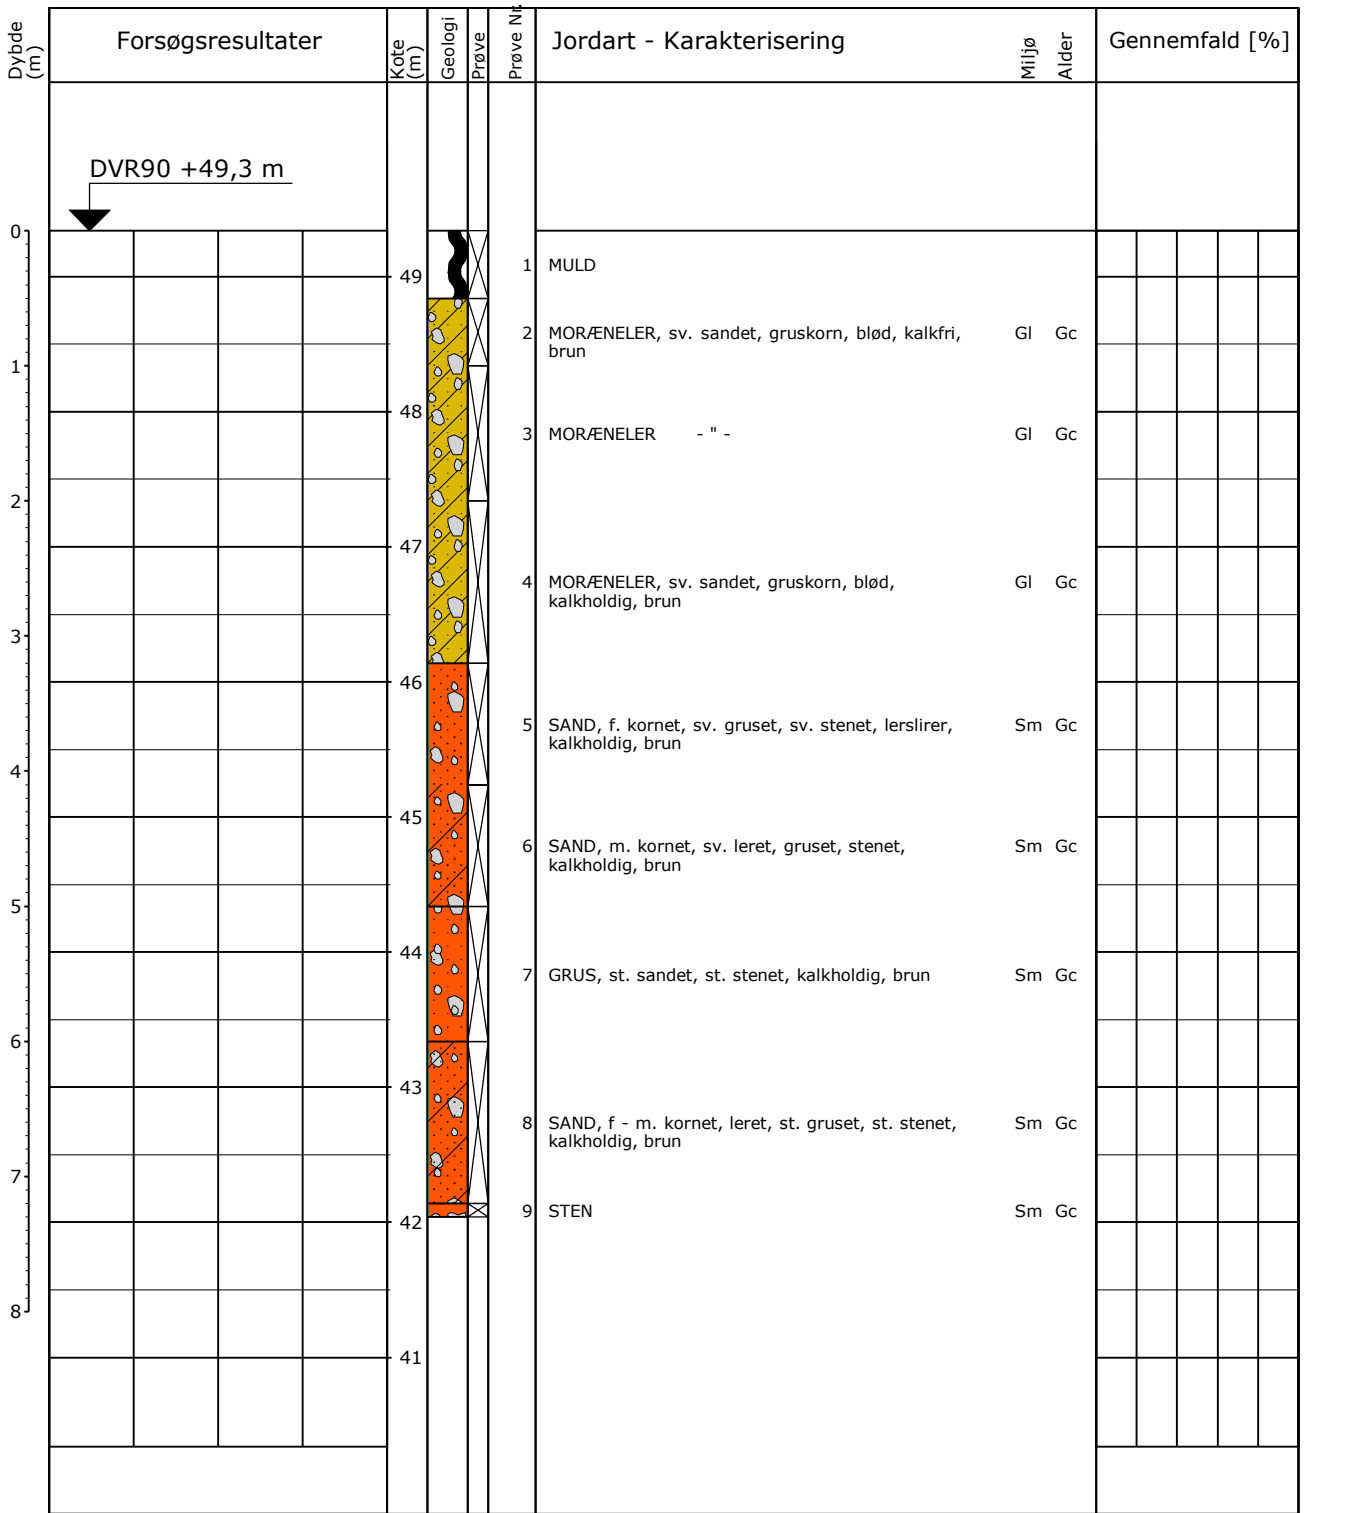 Dybde
(m)
Forsøgsresultater
Kote
(m)
Geologi
Prøve
Prøve Nr.
Jordart - Karakterisering
Miljø
Alder
Gennemfald [%]
DVR90 +49,3 m
0
49
1 MULD
2 MORÆNELER, sv. sandet, gruskorn, blød, kalkfri, Gl Gc
brun
1
48
3 MORÆNELER - " - Gl Gc
2
47
4 MORÆNELER, sv. sandet, gruskorn, blød, Gl Gc
kalkholdig, brun
3
46
5 SAND, f. kornet, sv. gruset, sv. stenet, lerslirer, Sm Gc
kalkholdig, brun
4
45
6 SAND, m. kornet, sv. leret, gruset, stenet, Sm Gc
kalkholdig, brun
5
44
7 GRUS, st. sandet, st. stenet, kalkholdig, brun Sm Gc
6
43
8 SAND, f - m. kornet, leret, st. gruset, st. stenet, Sm Gc
kalkholdig, brun
7
9 STEN Sm Gc
42
8
41